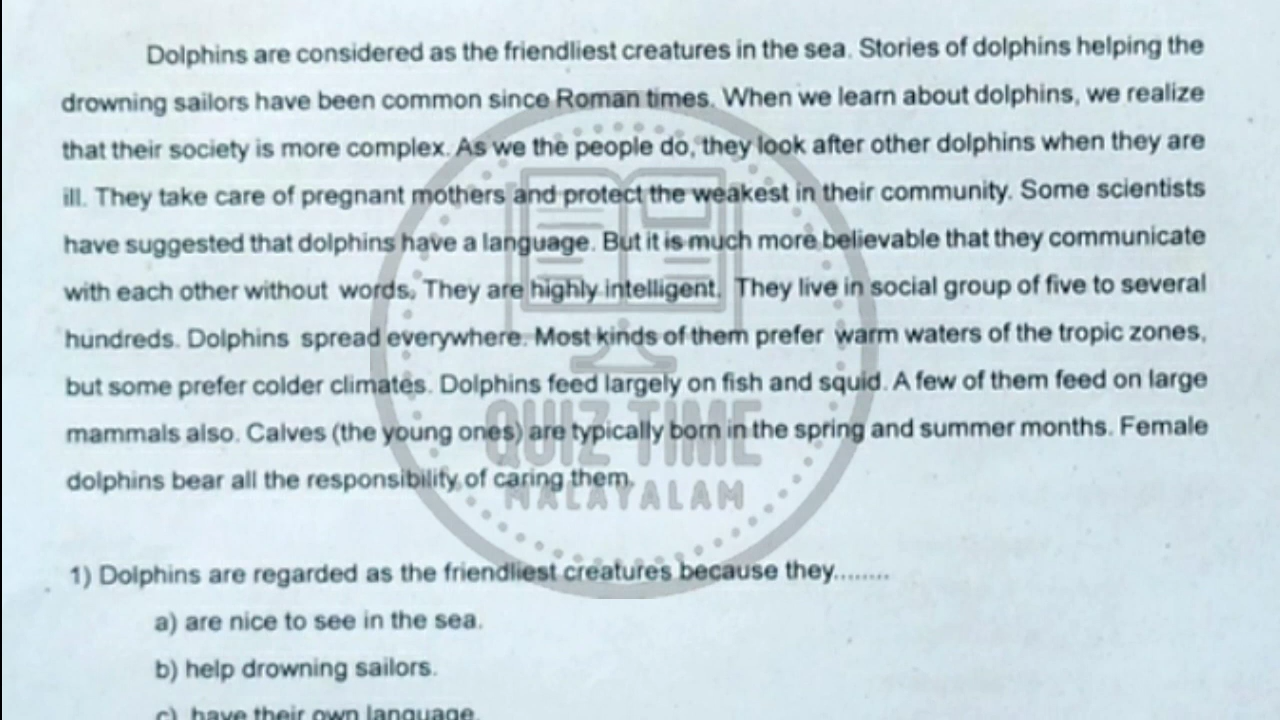 Dolphins are considered as the friendliest creatures in the sea. Stories of dolphins helping the
drowning sailors have been common since Roman times. When we learn about dolphins, we realize
that their society is more complex. As we the people do, they look after other dolphins when they are
ill. They take care of pregnant mothers and protect the weakest in their community. Some scientists
have suggested that dolphins have a language. But it is much more believable that they communicate
with each other without words. They are highly intelligent. They live in social group of five to several
hundreds. Dolphins spread everywhere. Most kinds of them prefer warm waters of the tropic zones,
but some prefer colder climates. Dolphins feed largely on fish and squid. A few of them feed on large
mammals also. Calves (the young ones) are typically born in the spring and summer months. Female
QUIZ TIME
dolphins bear all the responsibility of caring them.
MALAYALAM
1) Dolphins are regarded as the friendliest creatures because they........
a) are nice to see in the sea.
b) help drowning sailors.
c) have their own language.